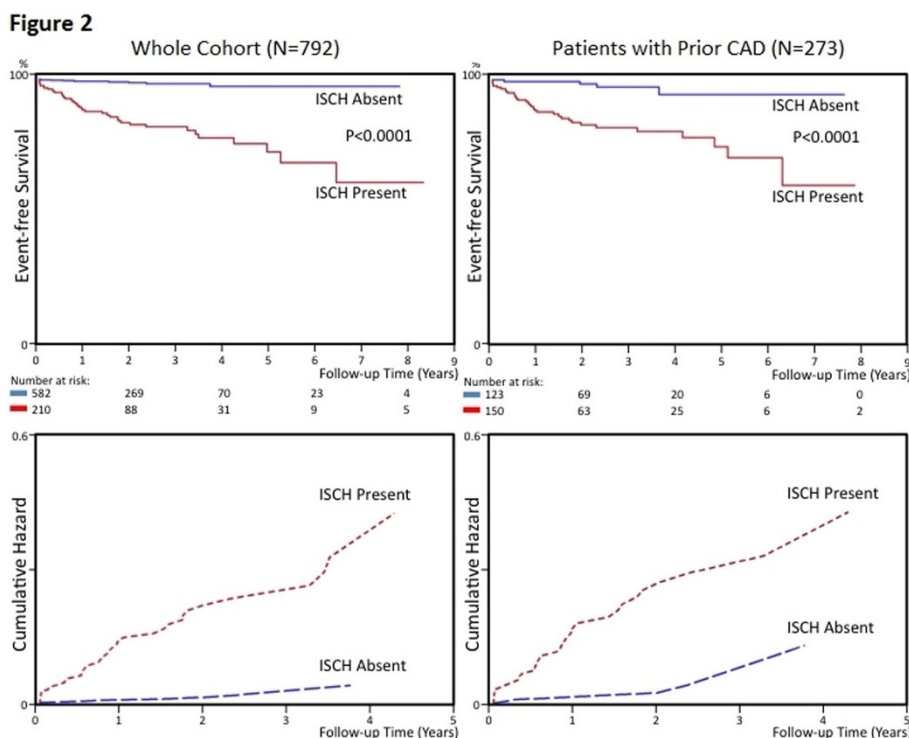 Figure 2
Whole Cohort (N=792)
%
100
ISCH Absent
P<0.0001
ISCH Present
Event-free Survival
0
0 1 2 3 4 5 6 7 8 9
Follow-up Time (Years)
Number at risk:
582 269 70 23 4
210 88 31 9 5
Patients with Prior CAD (N=273)
%
100
ISCH Absent
P<0.0001
ISCH Present
Event-free Survival
0
0 1 2 3 4 5 6 7 8 9
Follow-up Time (Years)
Number at risk:
123 69 20 6 0
150 63 25 6 2
0.6
ISCH Present
ISCH Absent
Cumulative Hazard
0
0 1 2 3 4 5
Follow-up Time (Years)
0.6
ISCH Present
ISCH Absent
Cumulative Hazard
0
0 1 2 3 4 5
Follow-up Time (Years)